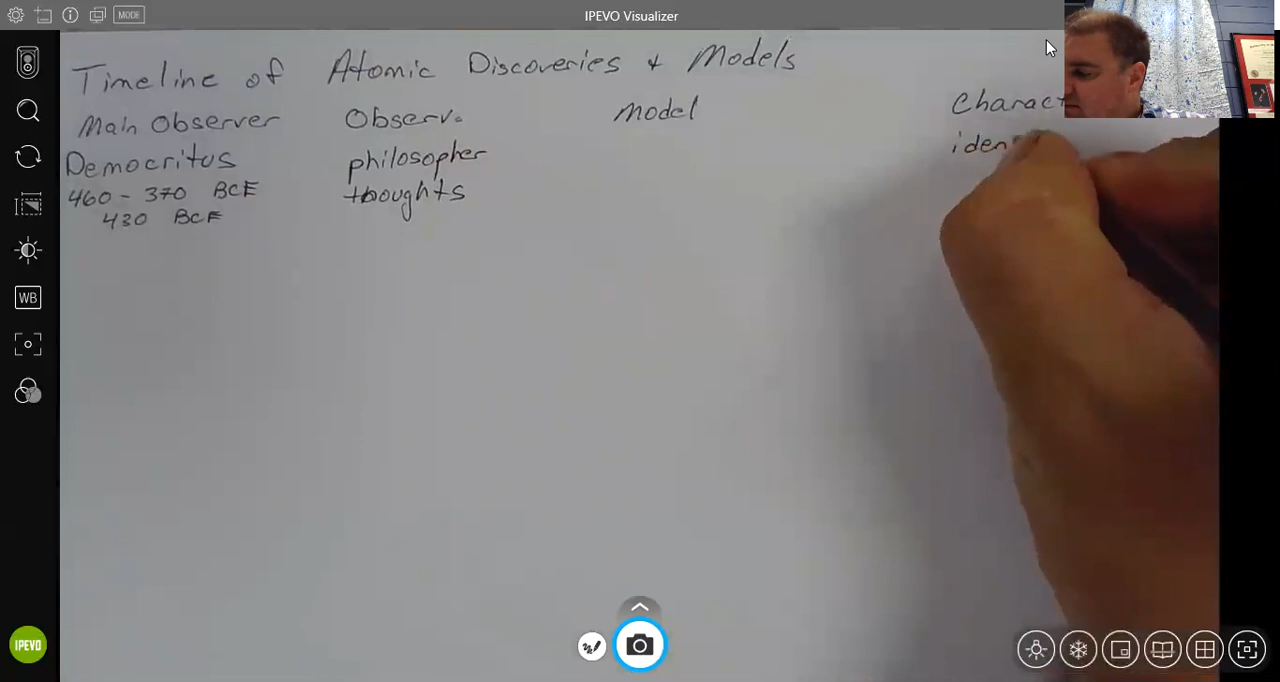 IPEVO Visualizer
MODE
Timeline of Atomic Discoveries + Models
Main Observer Observ. Model Charact
Democritus philosopher iden
460 - 370 BCE thoughts
430 BCE
WB
IPEVO